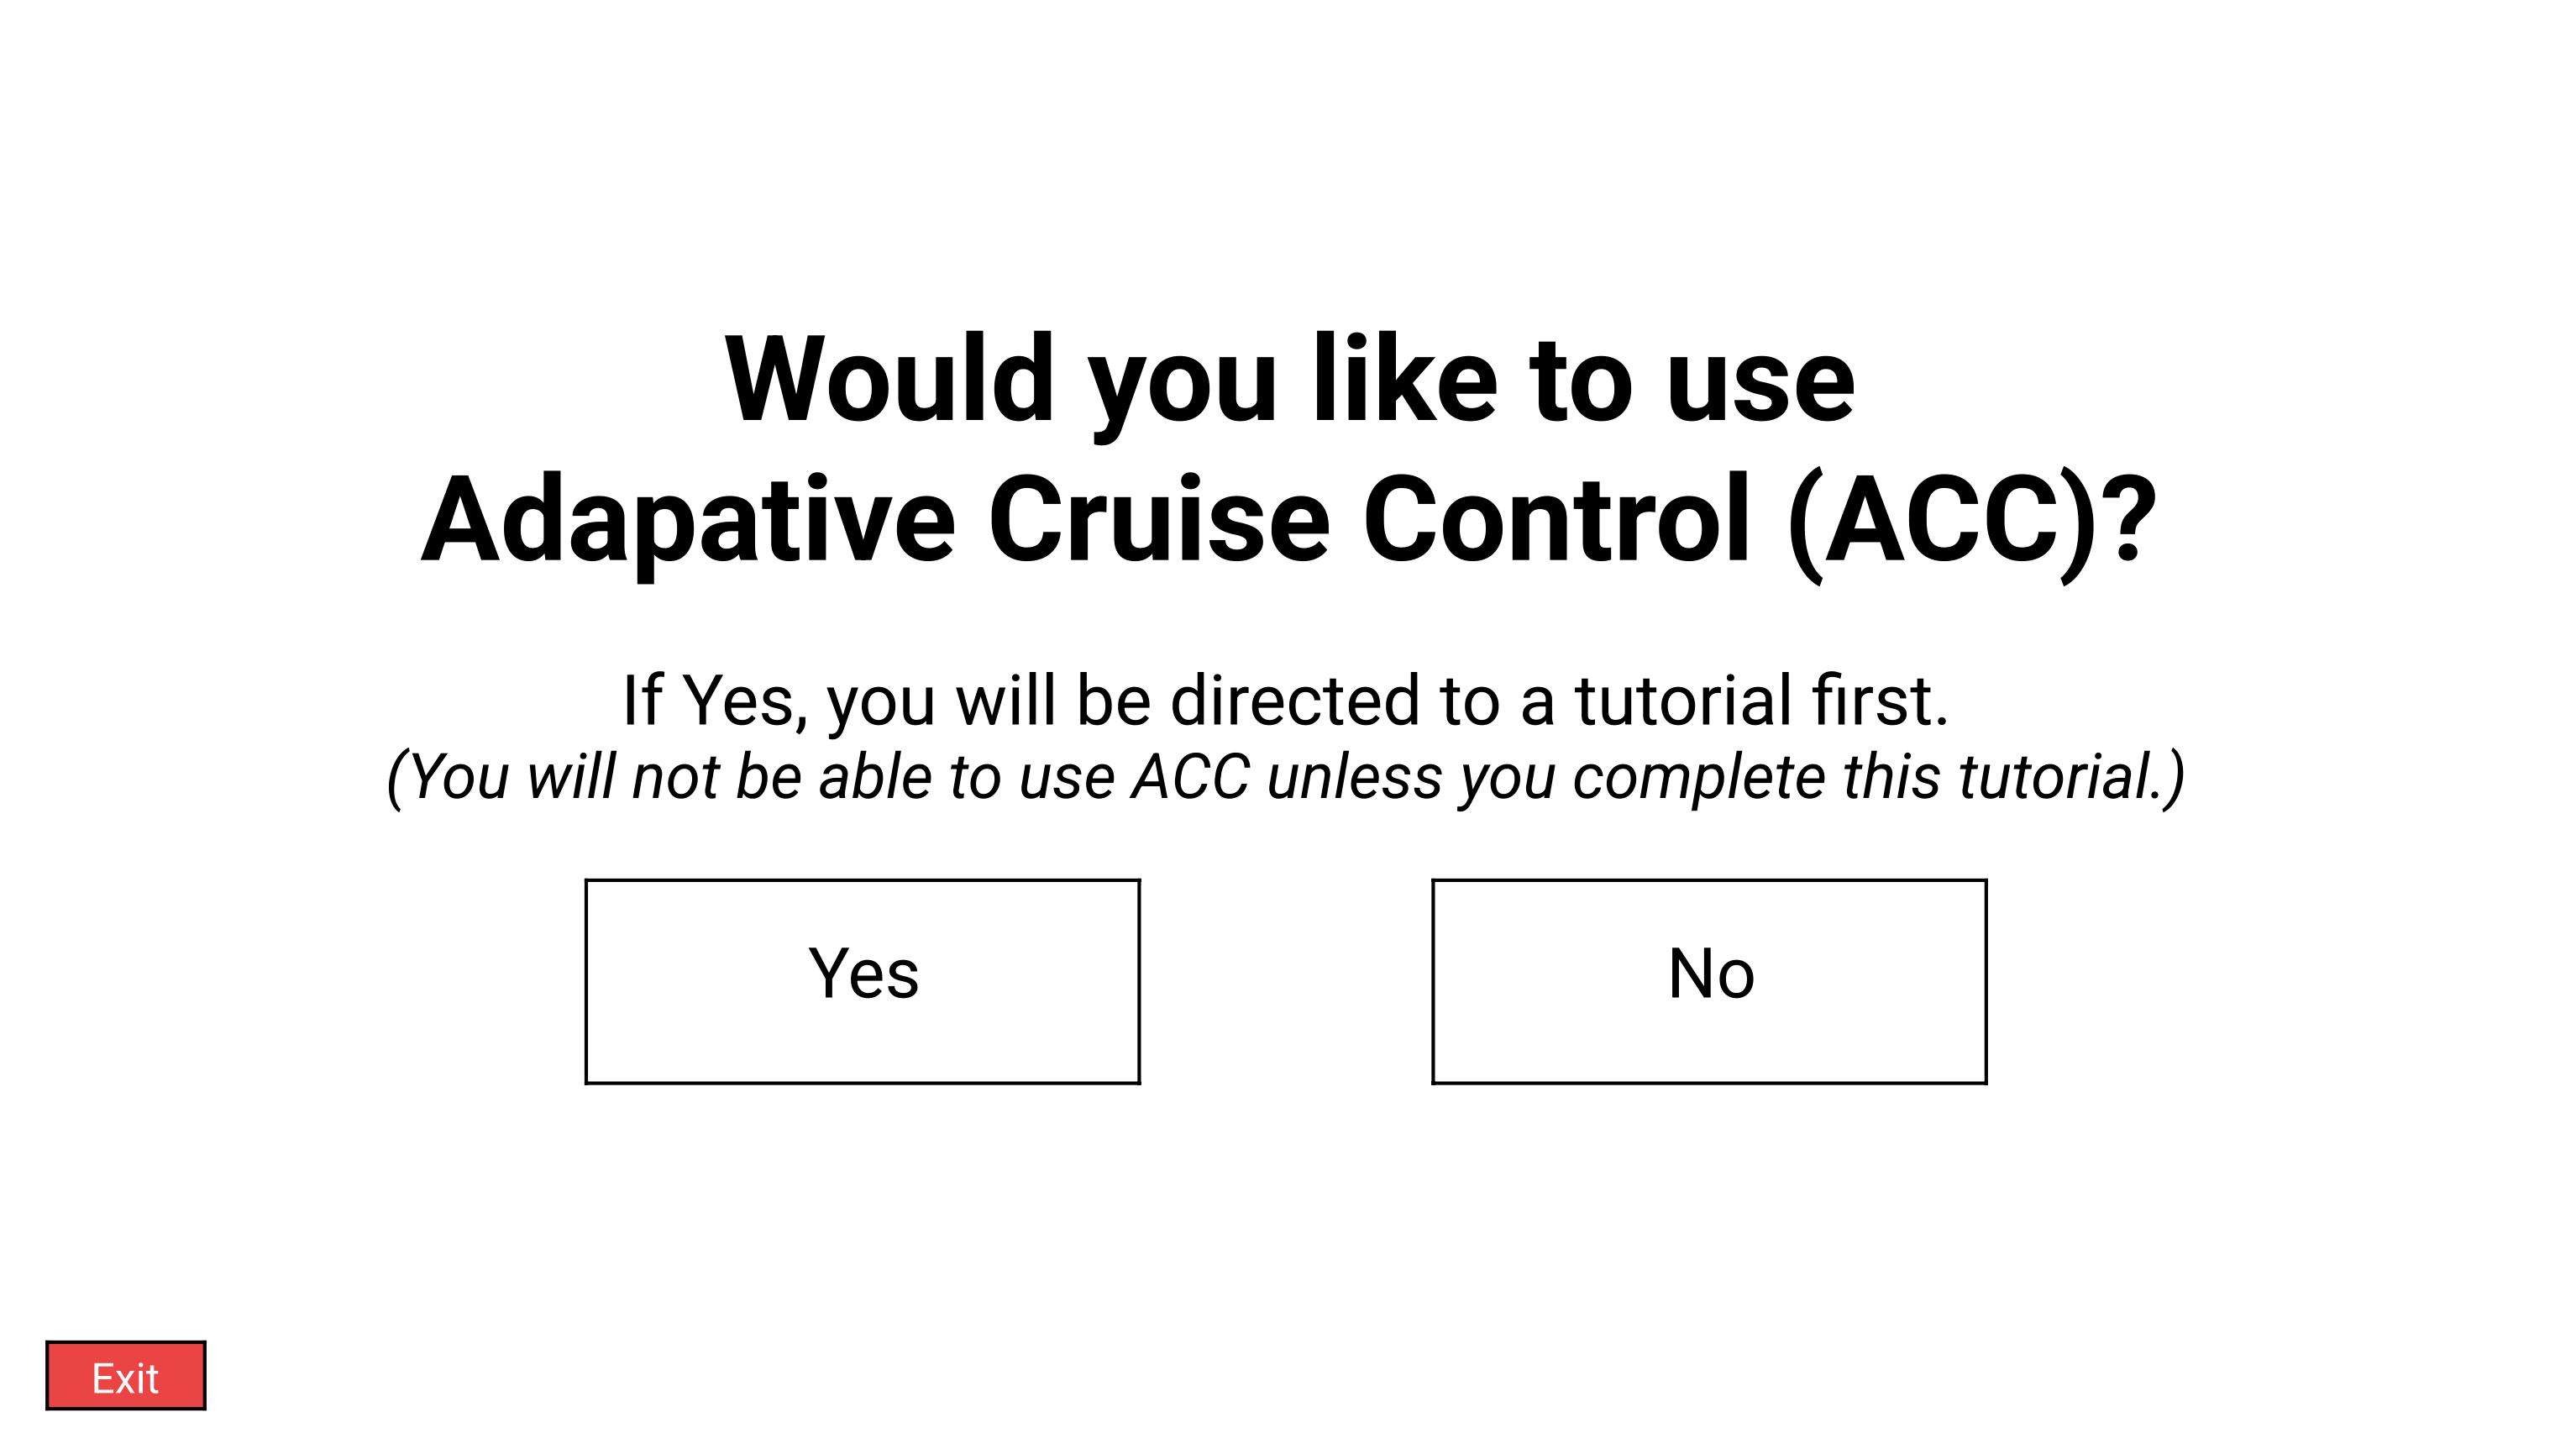 Would you like to use
Adapative Cruise Control (ACC)?
If Yes, you will be directed to a tutorial first.
(You will not be able to use ACC unless you complete this tutorial.)
Yes
No
Exit